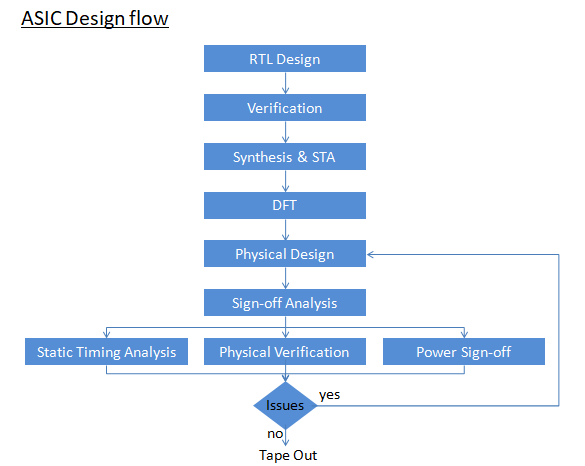 ASIC Design flow
RTL Design
Verification
Synthesis & STA
DFT
Physical Design
Sign-off Analysis
Static Timing Analysis
Physical Verification
Power Sign-off
Issues
yes
no
Tape Out